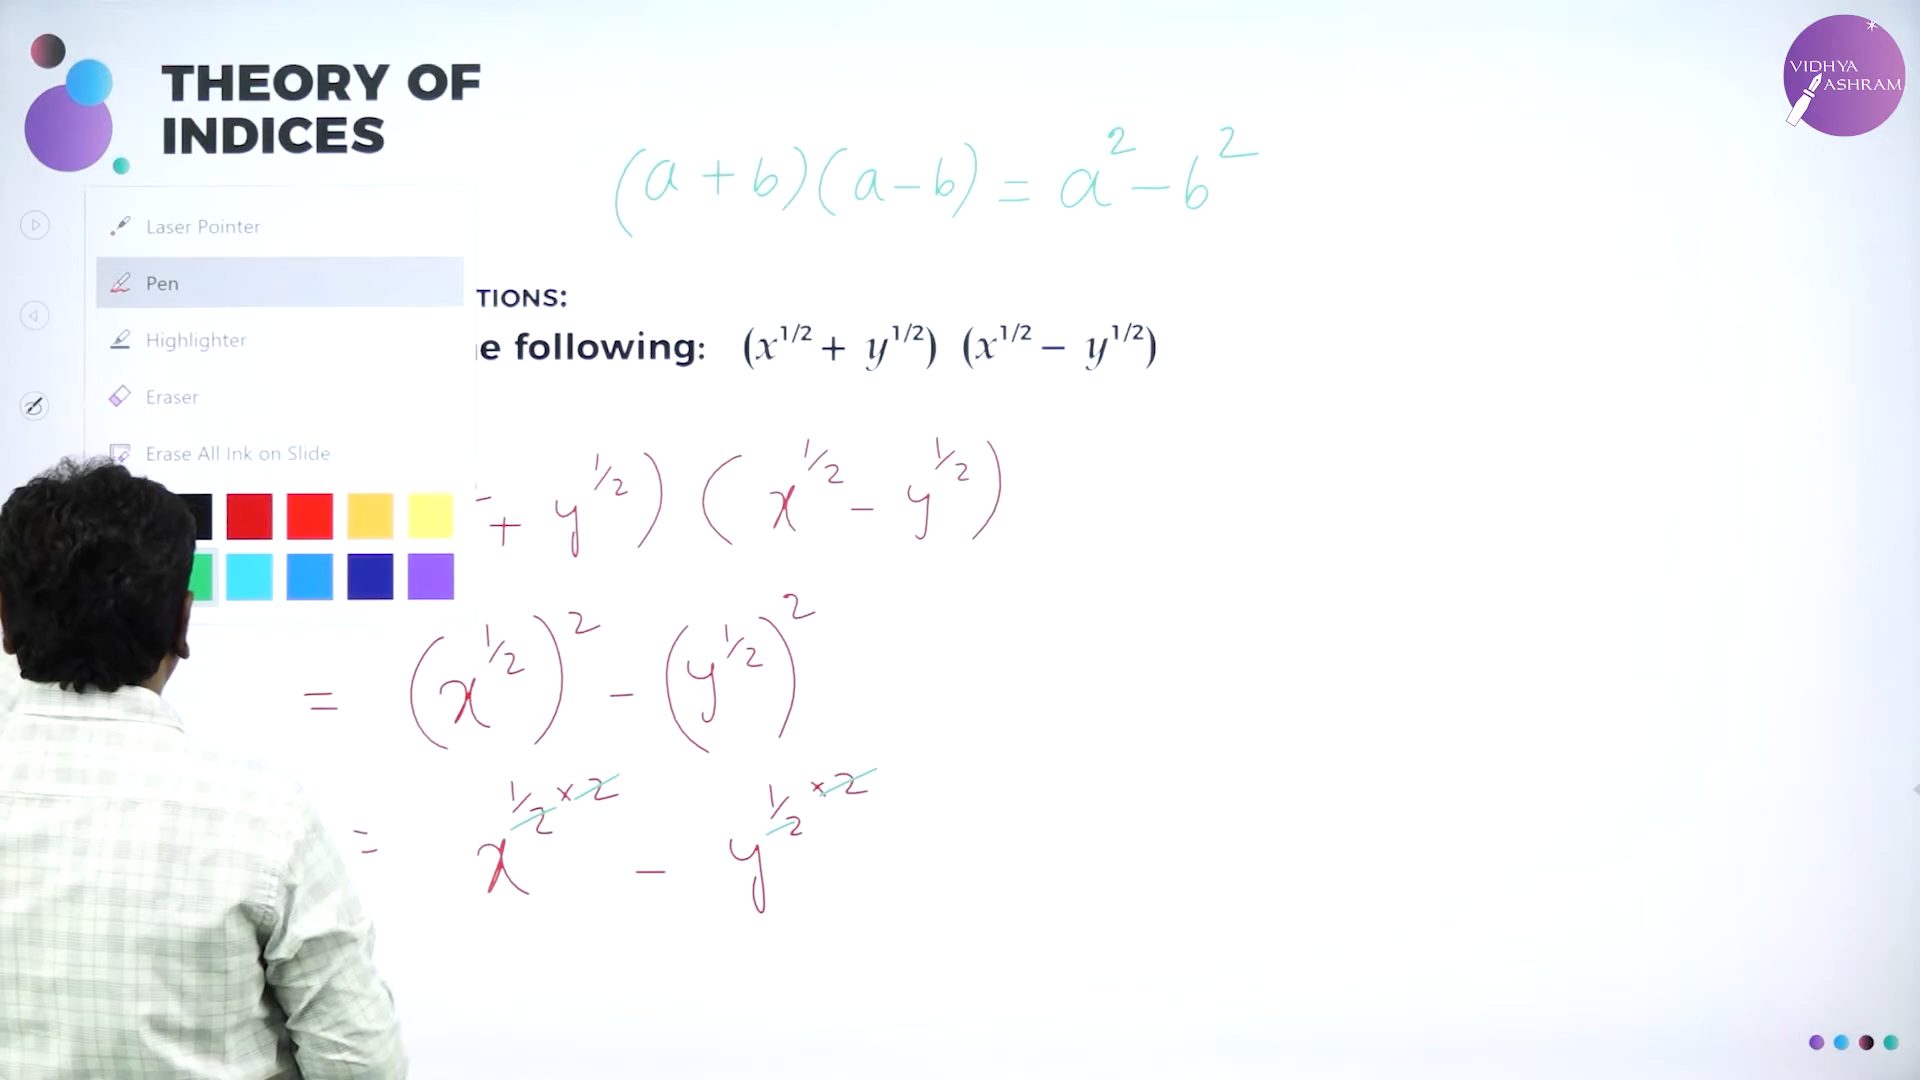 THEORY OF
INDICES
VIDHYA
ASHRAM
(a + b)(a - b) = a² - b²
Laser Pointer
Pen
TIONS:
e following: (x^1/2 + y^1/2) (x^1/2 – y^1/2)
Highlighter
Eraser
Erase All Ink on Slide
+ y^1/2) (x^1/2 - y^1/2)
= (x^1/2)² - (y^1/2)²
= x^1/2×2 - y^1/2×2